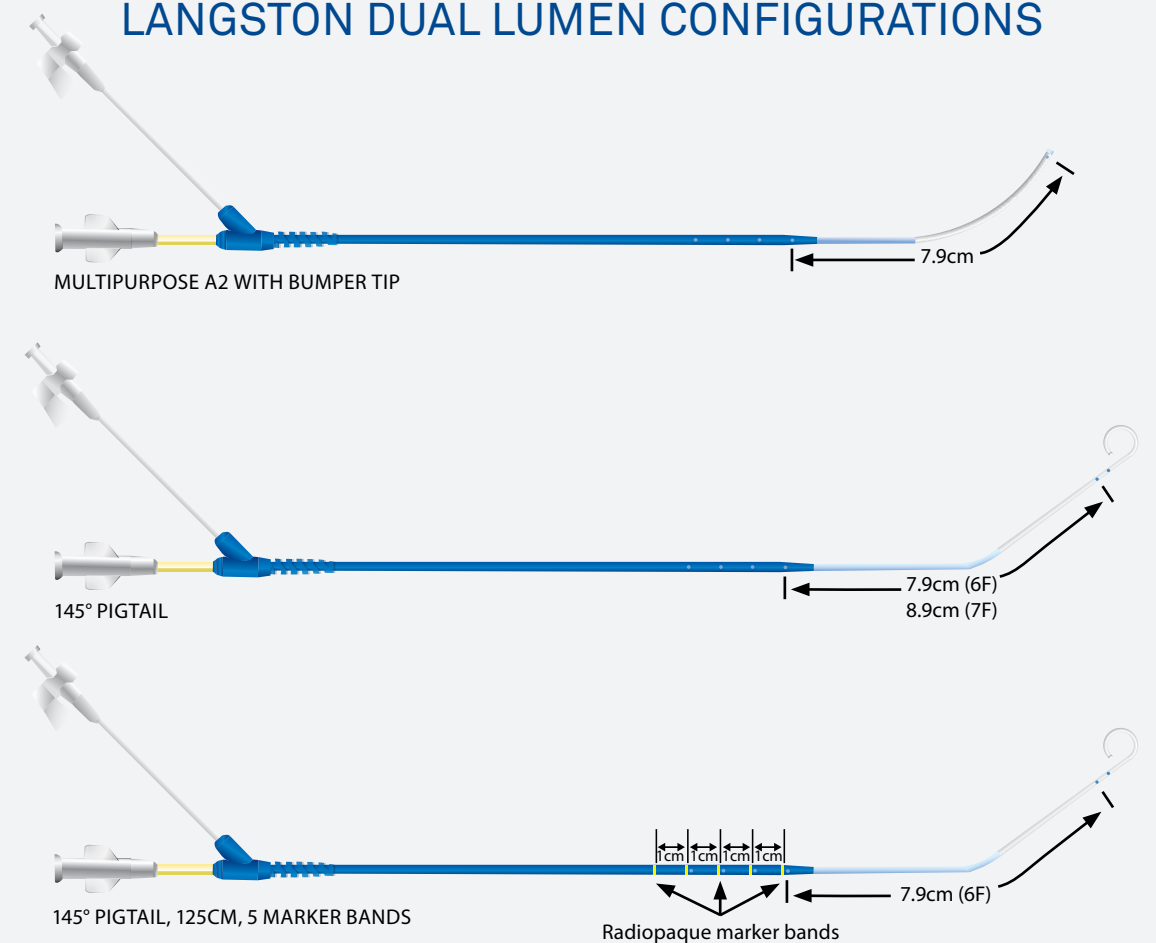 LANGSTON DUAL LUMEN CONFIGURATIONS
7.9cm
MULTIPURPOSE A2 WITH BUMPER TIP
7.9cm (6F)
8.9cm (7F)
145° PIGTAIL
1cm 1cm 1cm 1cm
7.9cm (6F)
145° PIGTAIL, 125CM, 5 MARKER BANDS
Radiopaque marker bands